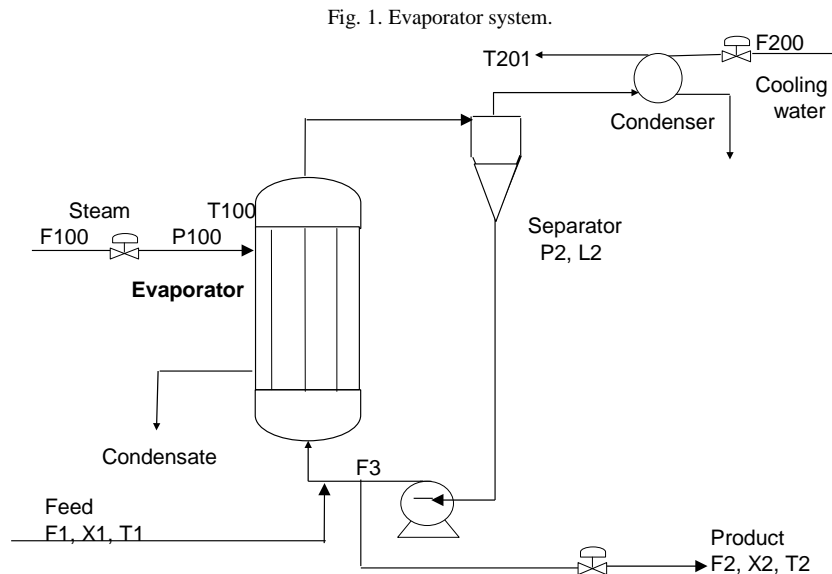 Fig. 1. Evaporator system.
T201
F200
Cooling
water
Condenser
Steam
T100
F100
P100
Separator
P2, L2
Evaporator
Condensate
F3
Feed
F1, X1, T1
Product
F2, X2, T2